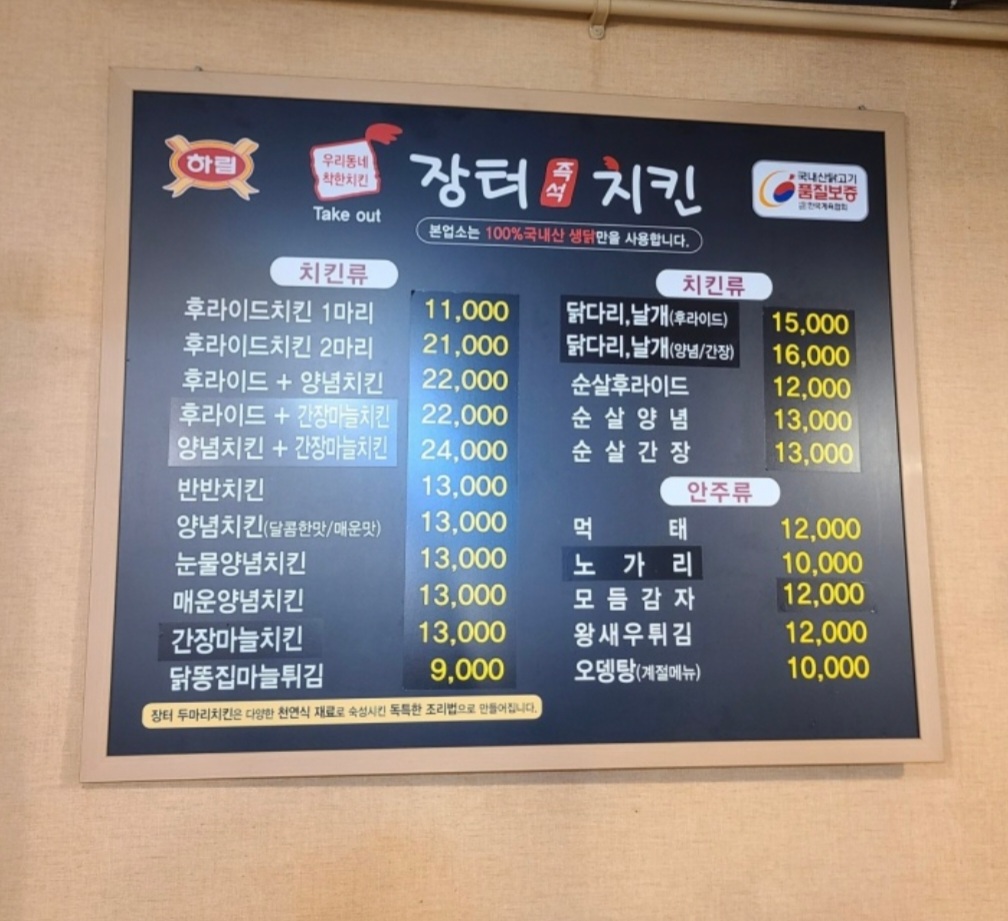 하림
우리동네
착한치킨
Take out
장터 즉석 치킨
국내산닭고기
품질보증
본업소는 100%국내산 생닭만을 사용합니다.
치킨류
후라이드치킨 1마리 11,000
후라이드치킨 2마리 21,000
후라이드 + 양념치킨 22,000
후라이드 + 간장마늘치킨 22,000
양념치킨 + 간장마늘치킨 24,000
반반치킨 13,000
양념치킨(달콤한맛/매운맛) 13,000
눈물양념치킨 13,000
매운양념치킨 13,000
간장마늘치킨 13,000
닭똥집마늘튀김 9,000
치킨류
닭다리,날개(후라이드) 15,000
닭다리,날개(양념/간장) 16,000
순살후라이드 12,000
순 살 양 념 13,000
순 살 간 장 13,000
안주류
먹 태 12,000
노 가 리 10,000
모 듬 감 자 12,000
왕새우튀김 12,000
오뎅탕(계절메뉴) 10,000
장터 두마리치킨은 다양한 천연식 재료로 숙성시킨 독특한 조리법으로 만들어집니다.